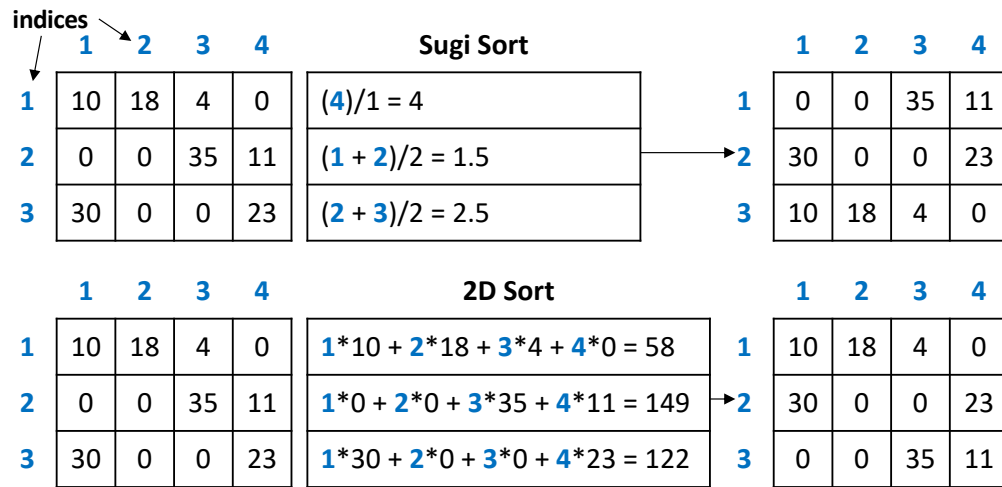 indices
1 2 3 4 Sugi Sort 1 2 3 4
1 10 18 4 0 (4)/1 = 4 1 0 0 35 11
2 0 0 35 11 (1 + 2)/2 = 1.5 2 30 0 0 23
3 30 0 0 23 (2 + 3)/2 = 2.5 3 10 18 4 0
1 2 3 4 2D Sort 1 2 3 4
1 10 18 4 0 1*10 + 2*18 + 3*4 + 4*0 = 58 1 10 18 4 0
2 0 0 35 11 1*0 + 2*0 + 3*35 + 4*11 = 149 2 30 0 0 23
3 30 0 0 23 1*30 + 2*0 + 3*0 + 4*23 = 122 3 0 0 35 11